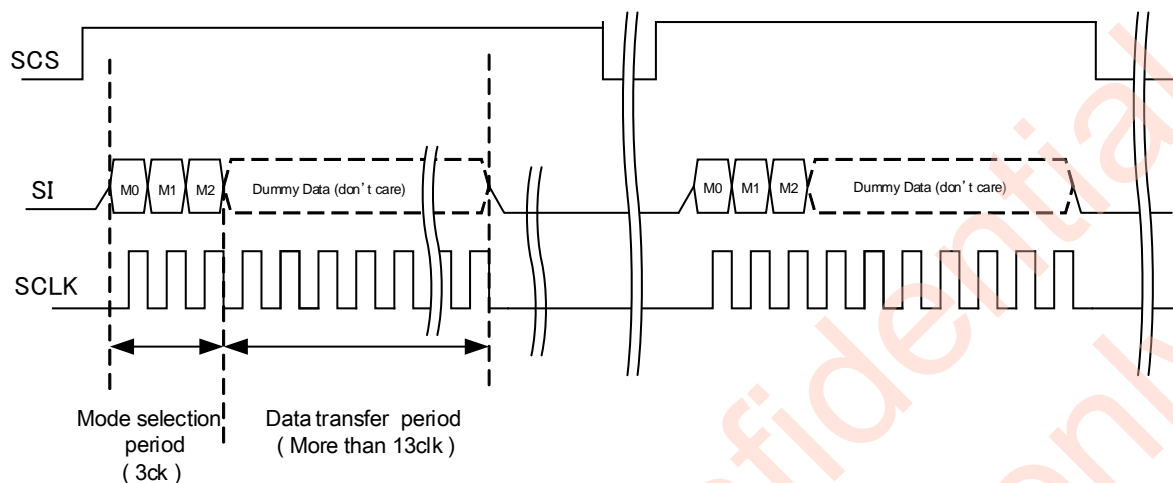 SCS
SI
M0 M1 M2 Dummy Data (don't care)
M0 M1 M2 Dummy Data (don't care)
SCLK
Mode selection
period
( 3ck )
Data transfer period
( More than 13clk )